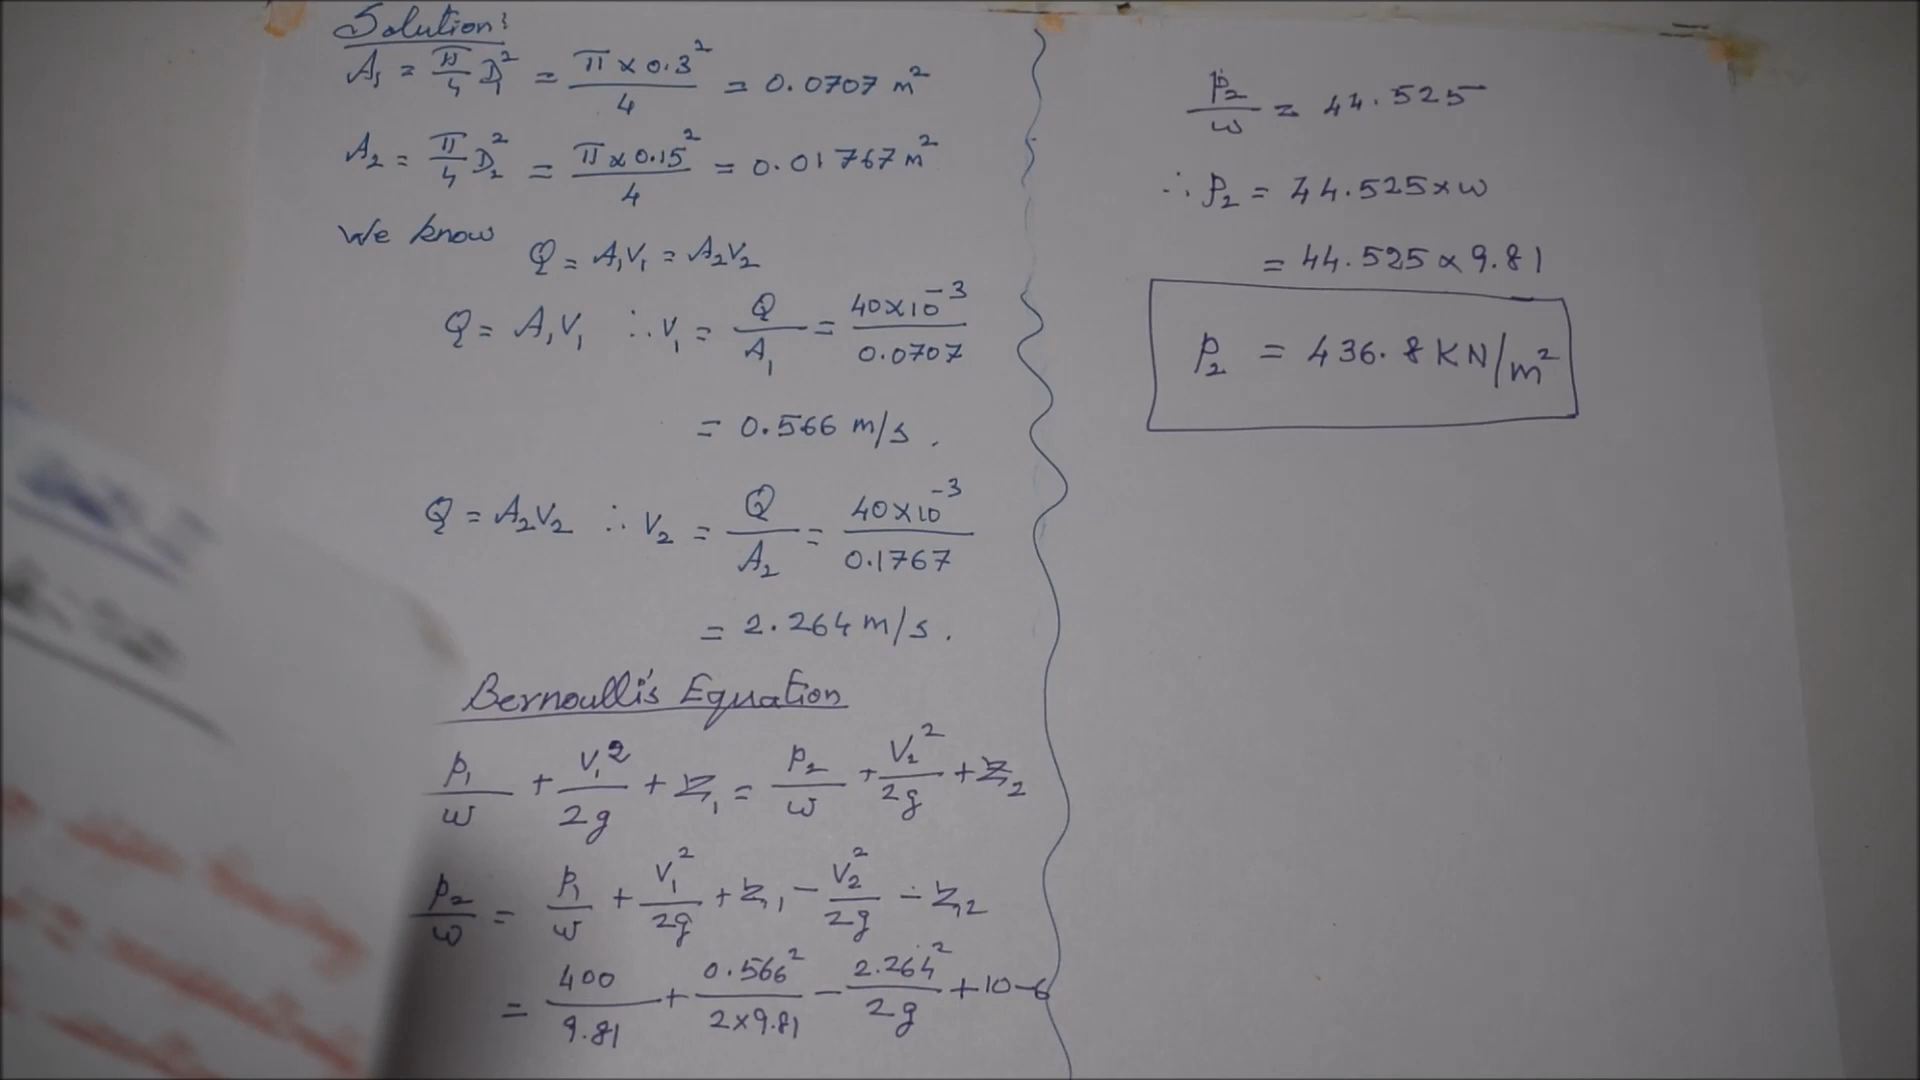 Solution:
A₁ = π/4 D₁² = π×0.3²/4 = 0.0707 m²
A₂ = π/4 D₂² = π×0.15²/4 = 0.01767 m²
We know
Q = A₁V₁ = A₂V₂
Q = A₁V₁ ∴ V₁ = Q/A₁ = 40×10⁻³/0.0707
= 0.566 m/s.
Q = A₂V₂ ∴ V₂ = Q/A₂ = 40×10⁻³/0.1767
= 2.264 m/s.
Bernoulli's Equation
P₁/w + V₁²/2g + Z₁ = P₂/w + V₂²/2g + Z₂
P₂/w = P₁/w + V₁²/2g + Z₁ - V₂²/2g - Z₂
= 400/9.81 + 0.566²/2×9.81 - 2.264²/2g + 10-6
P₂/w = 44.525
∴ P₂ = 44.525×w
= 44.525×9.81
P₂ = 436.8 KN/m²